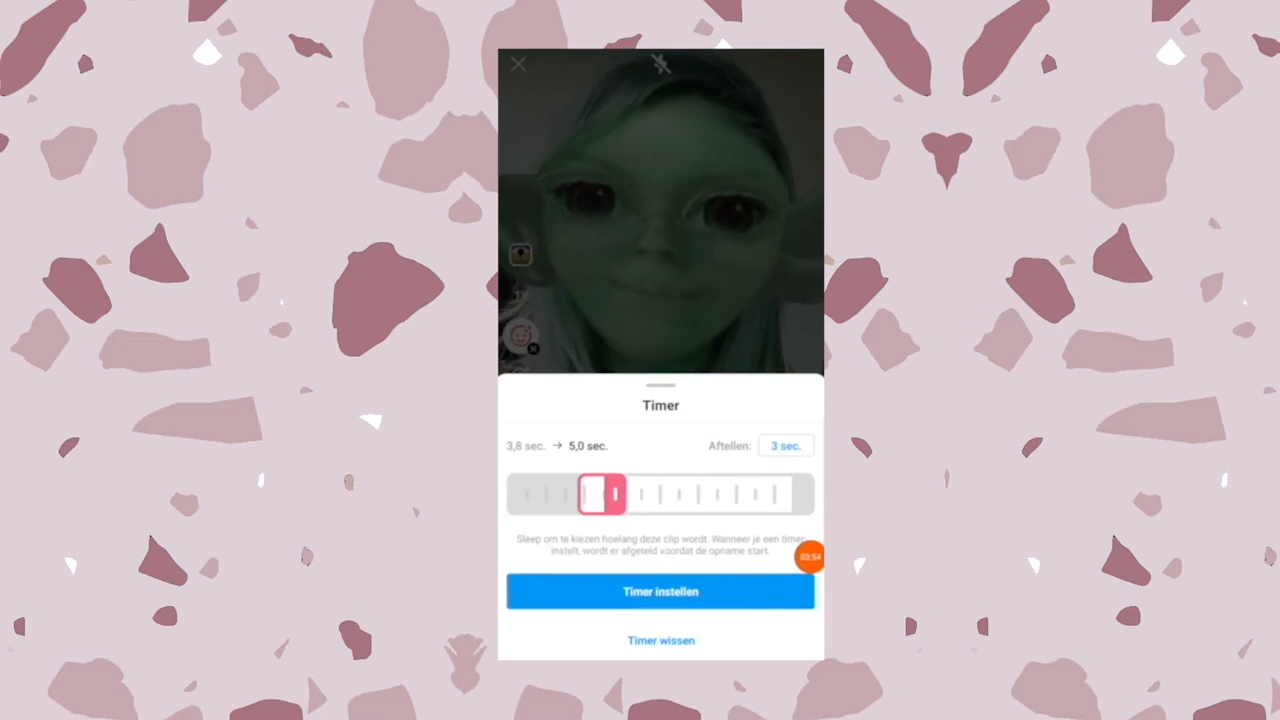 Timer
3,8 sec. → 5,0 sec. Aftellen: 3 sec.
Sleep om te kiezen hoelang deze clip wordt. Wanneer je een timer
instelt, wordt er afgeteld voordat de opname start.
03:54
Timer instellen
Timer wissen